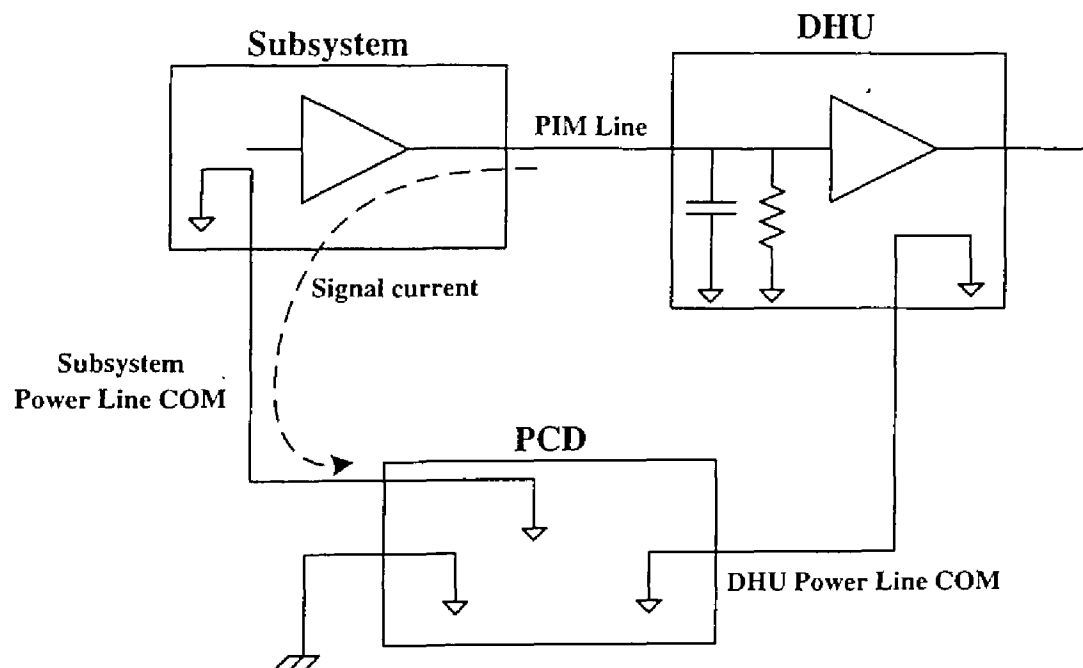 Subsystem
DHU
PIM Line
Signal current
Subsystem
Power Line COM
PCD
DHU Power Line COM